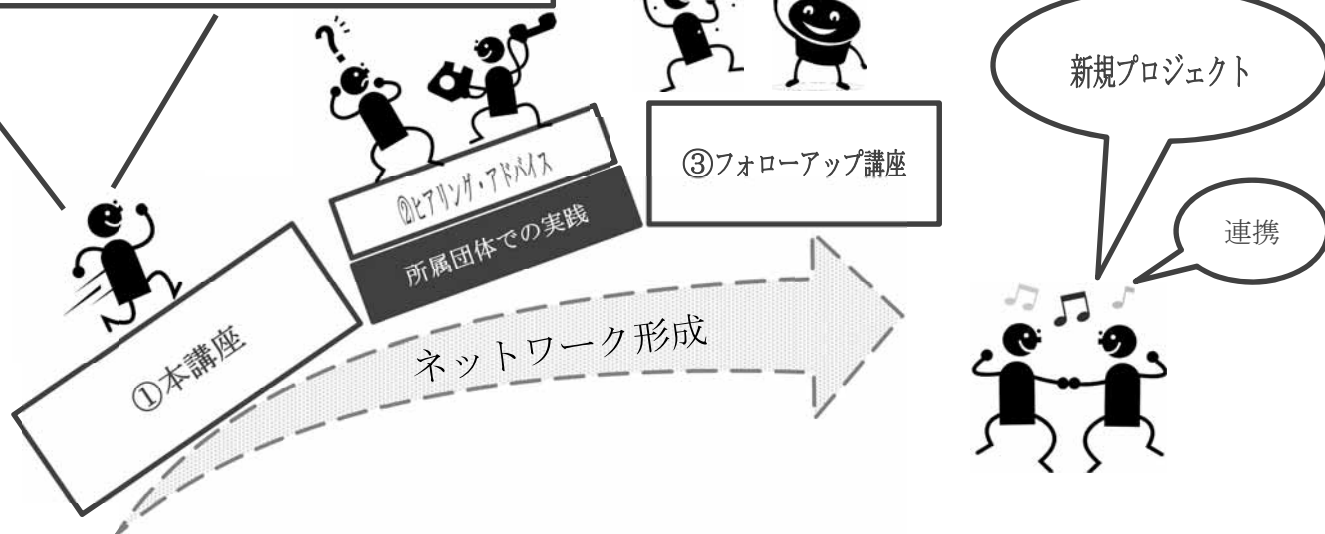 ①本講座
②ヒアリング・アドバイス
所属団体での実践
③フォローアップ講座
ネットワーク形成
新規プロジェクト
連携